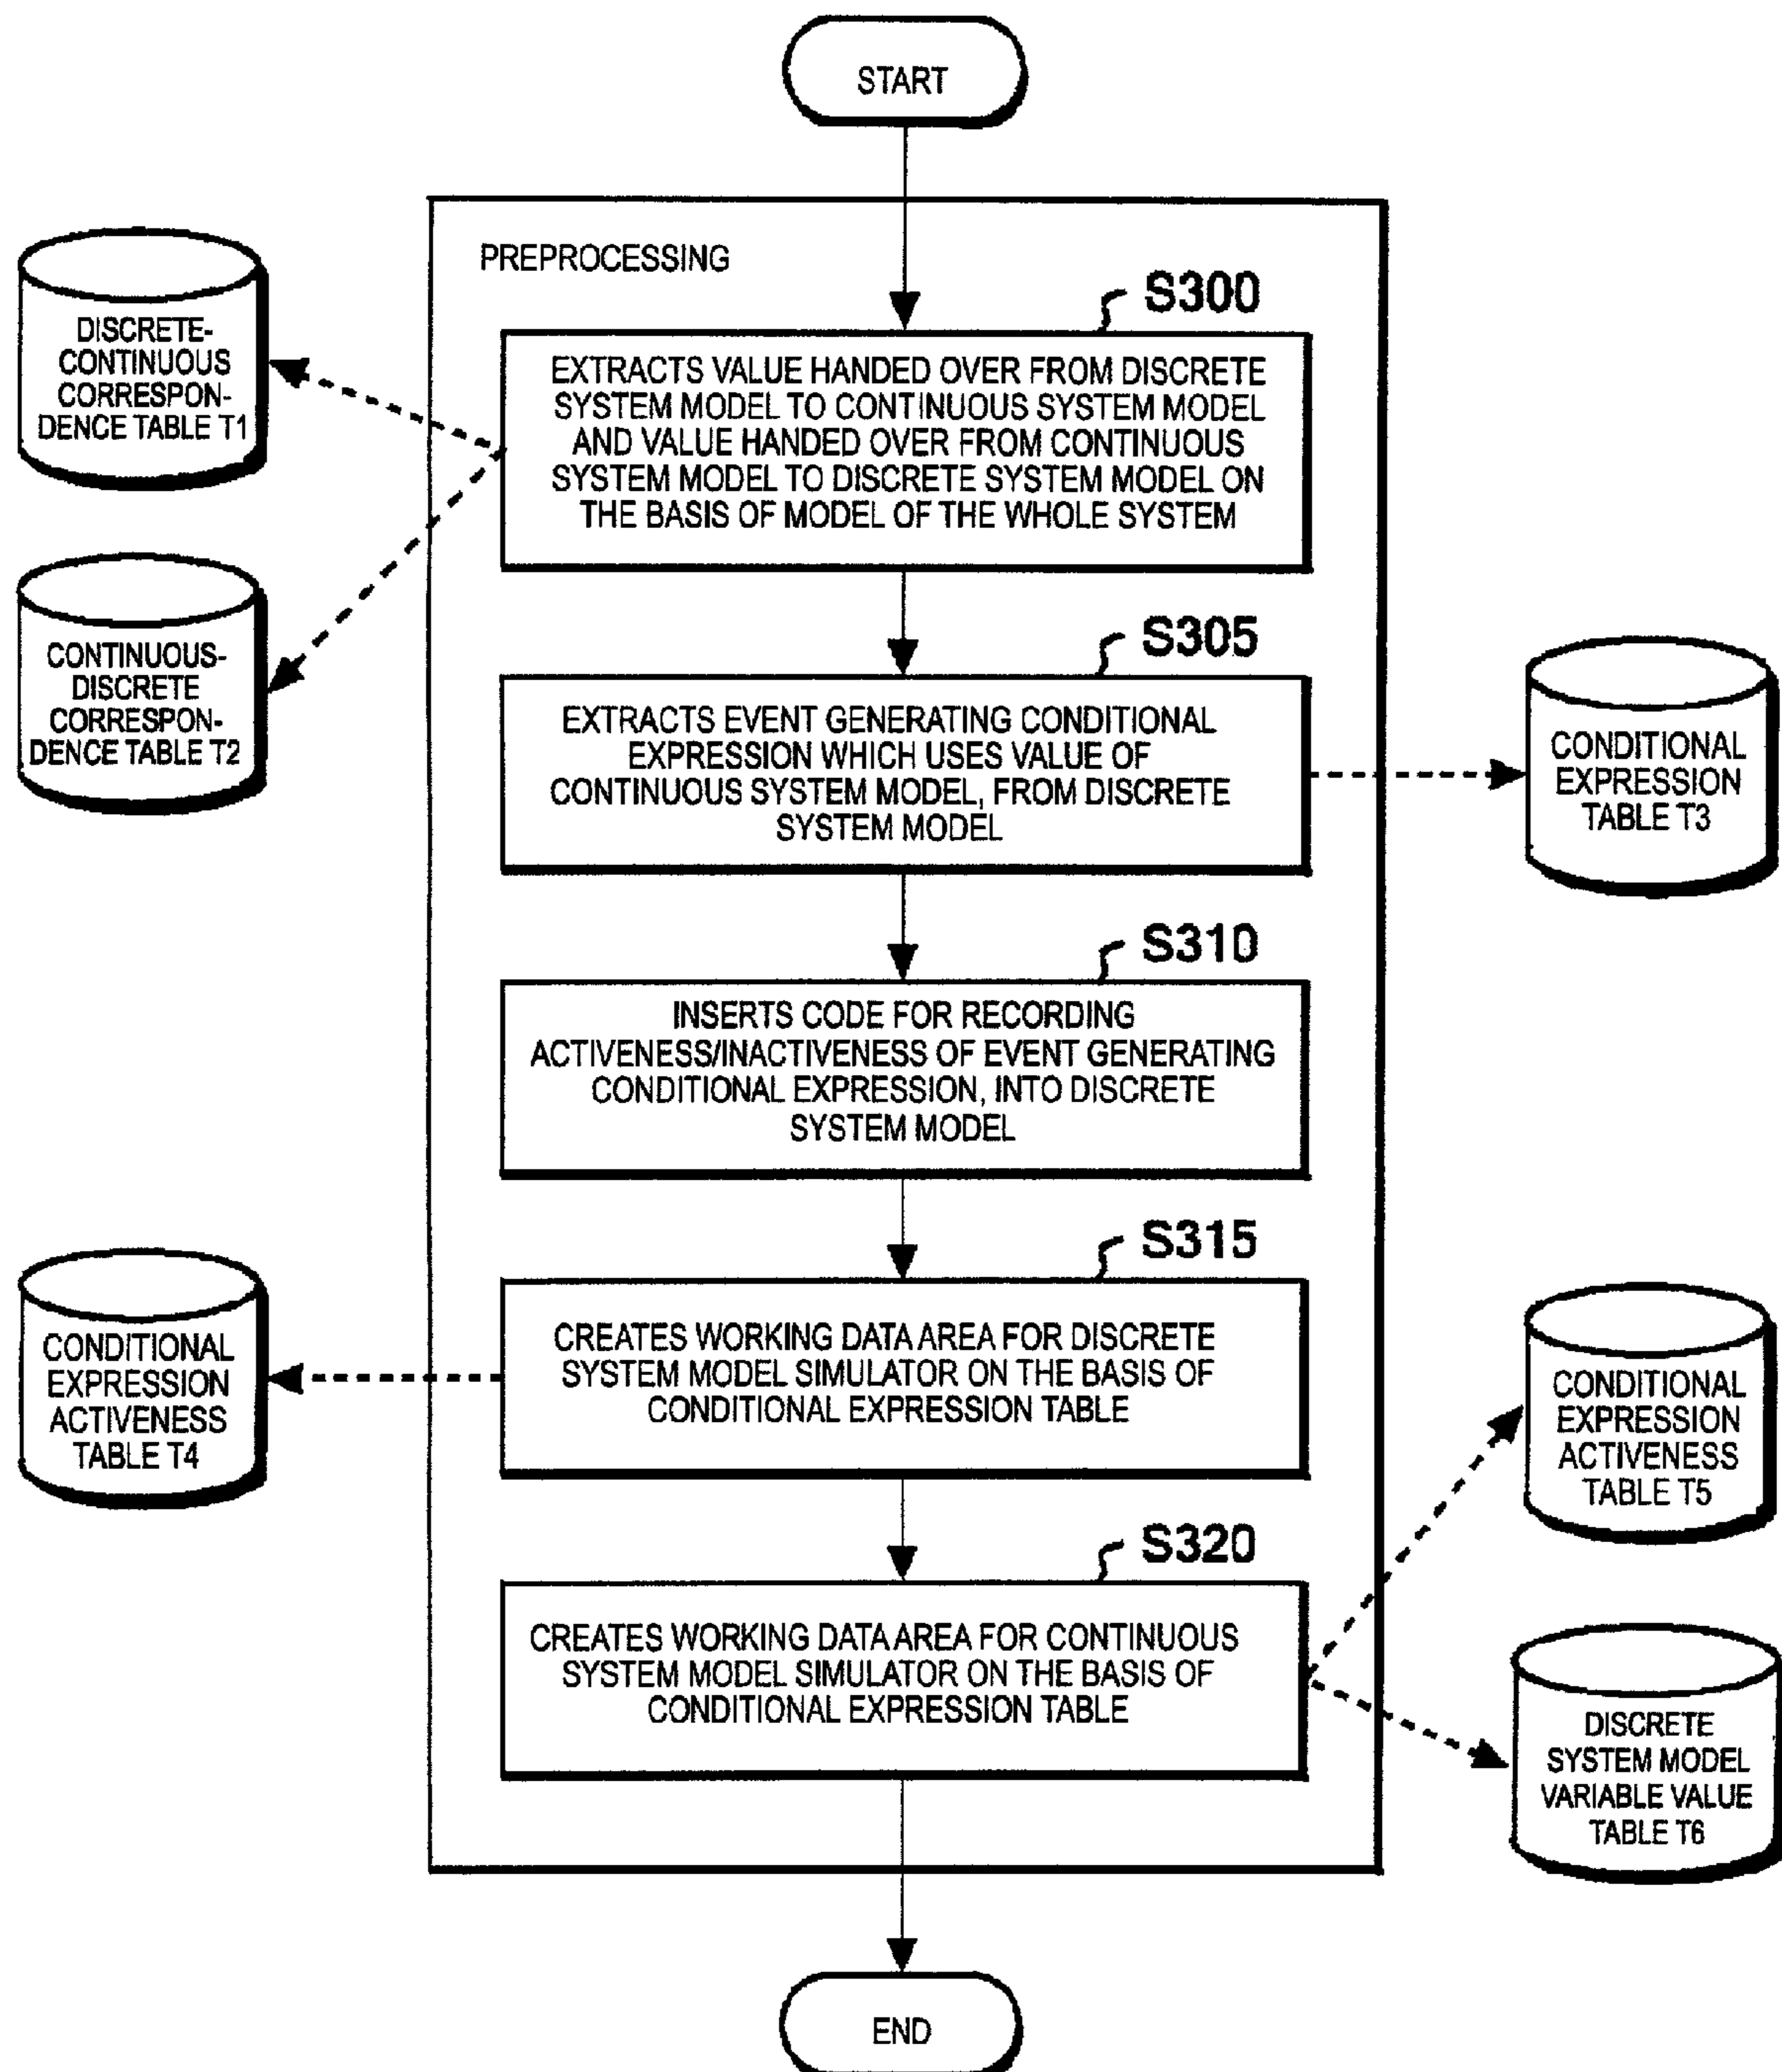 START
PREPROCESSING
S300
EXTRACTS VALUE HANDED OVER FROM DISCRETE
SYSTEM MODEL TO CONTINUOUS SYSTEM MODEL
AND VALUE HANDED OVER FROM CONTINUOUS
SYSTEM MODEL TO DISCRETE SYSTEM MODEL ON
THE BASIS OF MODEL OF THE WHOLE SYSTEM
DISCRETE-
CONTINUOUS
CORRESPON-
DENCE TABLE T1
CONTINUOUS-
DISCRETE
CORRESPON-
DENCE TABLE T2
S305
EXTRACTS EVENT GENERATING CONDITIONAL
EXPRESSION WHICH USES VALUE OF
CONTINUOUS SYSTEM MODEL, FROM DISCRETE
SYSTEM MODEL
CONDITIONAL
EXPRESSION
TABLE T3
S310
INSERTS CODE FOR RECORDING
ACTIVENESS/INACTIVENESS OF EVENT GENERATING
CONDITIONAL EXPRESSION, INTO DISCRETE
SYSTEM MODEL
S315
CREATES WORKING DATA AREA FOR DISCRETE
SYSTEM MODEL SIMULATOR ON THE BASIS OF
CONDITIONAL EXPRESSION TABLE
CONDITIONAL
EXPRESSION
ACTIVENESS
TABLE T4
S320
CREATES WORKING DATA AREA FOR CONTINUOUS
SYSTEM MODEL SIMULATOR ON THE BASIS OF
CONDITIONAL EXPRESSION TABLE
CONDITIONAL
EXPRESSION
ACTIVENESS
TABLE T5
DISCRETE
SYSTEM MODEL
VARIABLE VALUE
TABLE T6
END